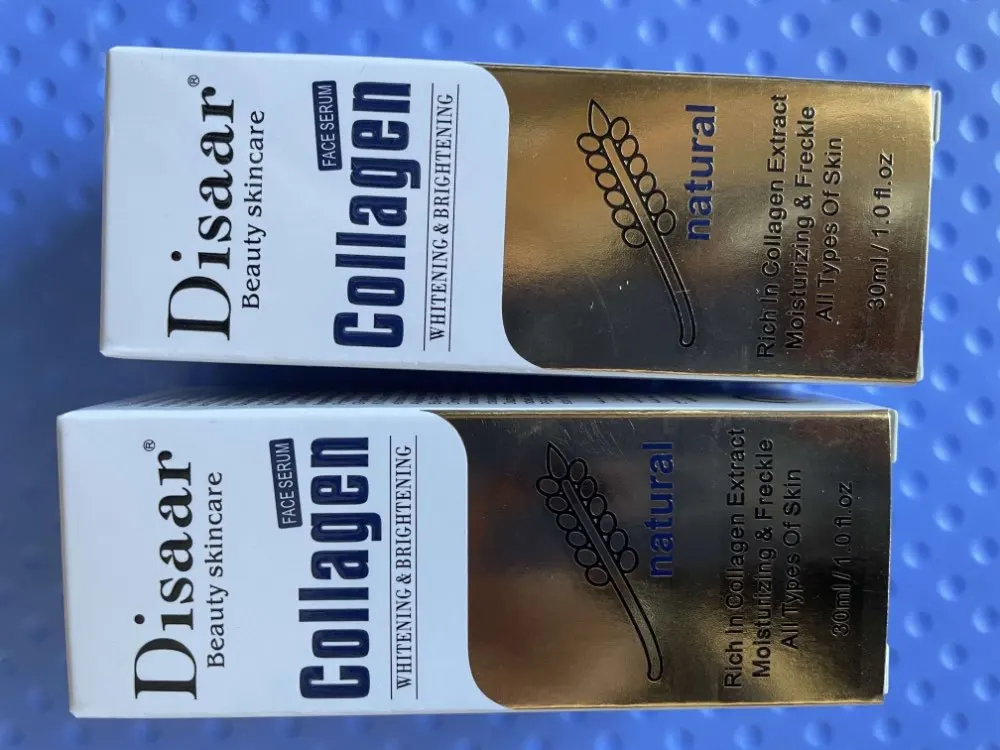 Disaar®
Beauty skincare
FACE SERUM
Collagen
WHITENING & BRIGHTENING
natural
Rich In Collagen Extract
Moisturizing & Freckle
All Types Of Skin
30ml/1.0 fl.oz
Disaar®
Beauty skincare
FACE SERUM
Collagen
WHITENING & BRIGHTENING
natural
Rich In Collagen Extract
Moisturizing & Freckle
All Types Of Skin
30ml/1.0 fl.oz